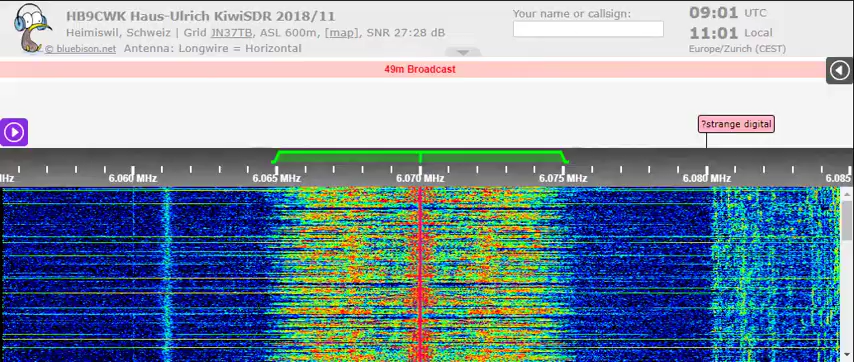 HB9CWK Haus-Ulrich KiwiSDR 2018/11
Heimiswil, Schweiz | Grid JN37TB, ASL 600m, [map], SNR 27:28 dB
© bluebison.net Antenna: Longwire = Horizontal
Your name or callsign:
09:01 UTC
11:01 Local
Europe/Zurich (CEST)
49m Broadcast
?strange digital
Hz 6.060 MHz 6.065 MHz 6.070 MHz 6.075 MHz 6.080 MHz 6.085